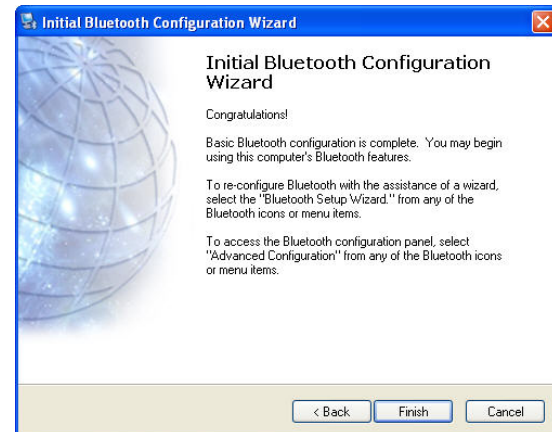 Initial Bluetooth Configuration Wizard
Initial Bluetooth Configuration
Wizard
Congratulations!
Basic Bluetooth configuration is complete.  You may begin
using this computer's Bluetooth features.
To re-configure Bluetooth with the assistance of a wizard,
select the "Bluetooth Setup Wizard." from any of the
Bluetooth icons or menu items.
To access the Bluetooth configuration panel, select
"Advanced Configuration" from any of the Bluetooth icons
or menu items.
< Back
Finish
Cancel